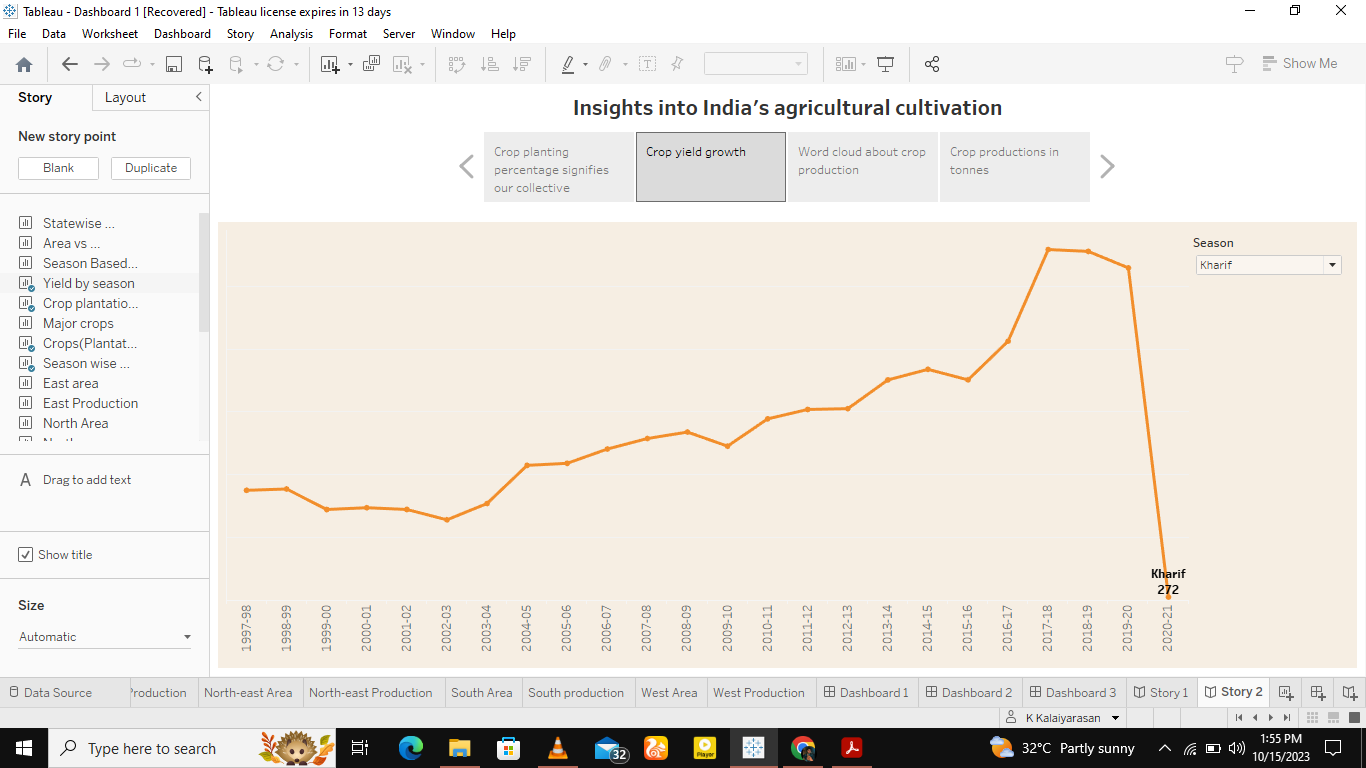 Tableau - Dashboard 1 [Recovered] - Tableau license expires in 13 days
File Data Worksheet Dashboard Story Analysis Format Server Window Help
Show Me
Story Layout
New story point
Blank Duplicate
Statewise ...
Area vs ...
Season Based...
Yield by season
Crop plantatio...
Major crops
Crops(Plantat...
Season wise ...
East area
East Production
North Area
A Drag to add text
Show title
Size
Automatic
Insights into India's agricultural cultivation
Crop planting
percentage signifies
our collective
Crop yield growth
Word cloud about crop
production
Crop productions in
tonnes
Season
Kharif
Kharif
272
1997-98
1998-99
1999-00
2000-01
2001-02
2002-03
2003-04
2004-05
2005-06
2006-07
2007-08
2008-09
2009-10
2010-11
2011-12
2012-13
2013-14
2014-15
2015-16
2016-17
2017-18
2018-19
2019-20
2020-21
Data Source roduction North-east Area North-east Production South Area South production West Area West Production Dashboard 1 Dashboard 2 Dashboard 3 Story 1 Story 2
K Kalaiyarasan
Type here to search
32
Player
32°C Partly sunny
1:55 PM
10/15/2023